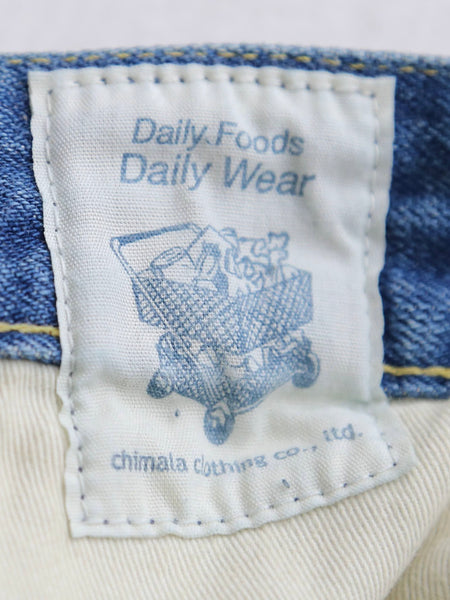 Daily Foods
Daily Wear
chimala clothing co., ltd.